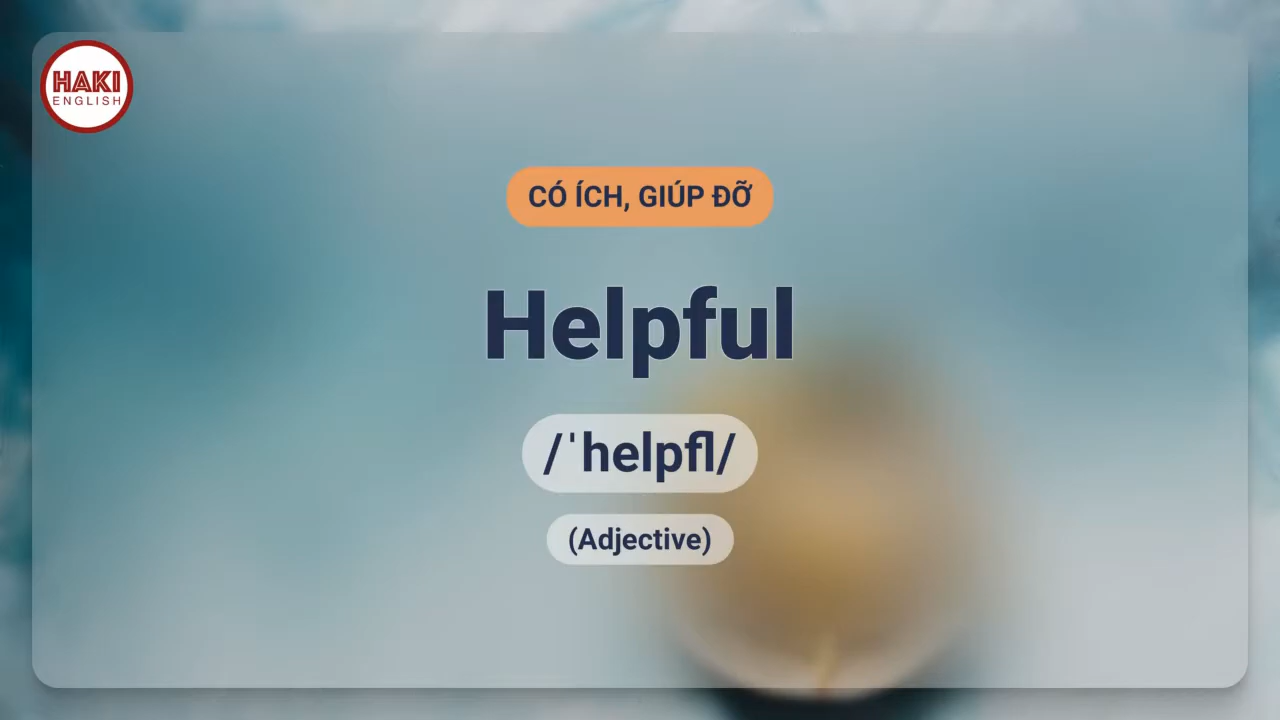 HAKI
ENGLISH
CÓ ÍCH, GIÚP ĐỠ
Helpful
/ˈhelpfl/
(Adjective)